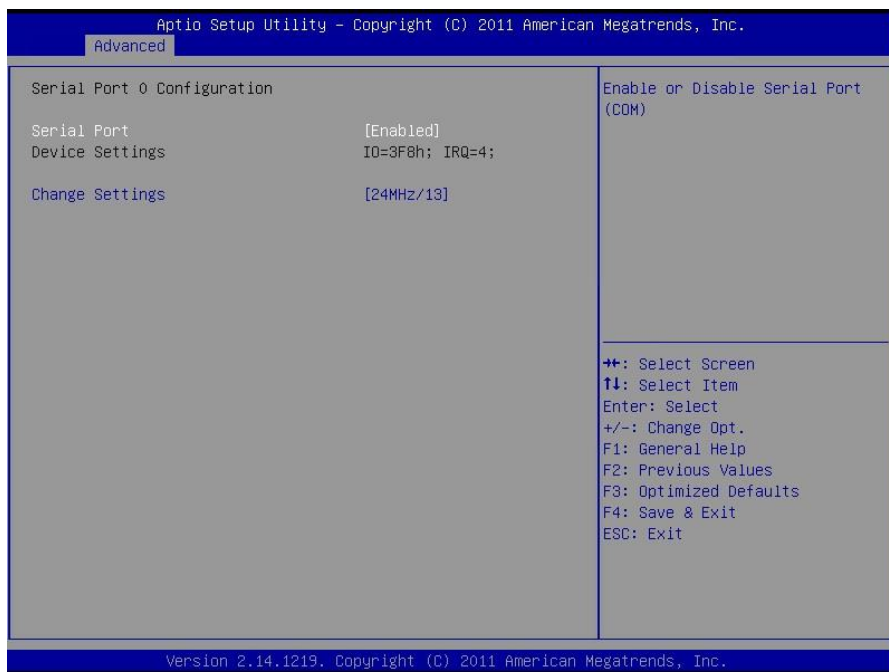 Aptio Setup Utility – Copyright (C) 2011 American Megatrends, Inc.
Advanced
Serial Port 0 Configuration
Serial Port [Enabled]
Device Settings IO=3F8h; IRQ=4;
Change Settings [24MHz/13]
Enable or Disable Serial Port
(COM)
→←: Select Screen
↑↓: Select Item
Enter: Select
+/-: Change Opt.
F1: General Help
F2: Previous Values
F3: Optimized Defaults
F4: Save & Exit
ESC: Exit
Version 2.14.1219. Copyright (C) 2011 American Megatrends, Inc.